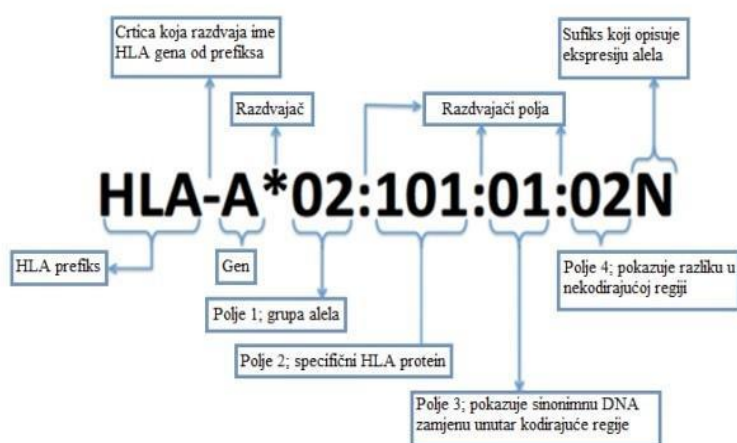 Crtica koja razdvaja ime
HLA gena od prefiksa
Sufiks koji opisuje
ekspresiju alela
Razdvajač
Razdvajači polja
HLA-A*02:101:01:02N
HLA prefiks
Gen
Polje 4; pokazuje razliku u
nekodirajućoj regiji
Polje 1; grupa alela
Polje 2; specifični HLA protein
Polje 3; pokazuje sinonimnu DNA
zamjenu unutar kodirajuće regije